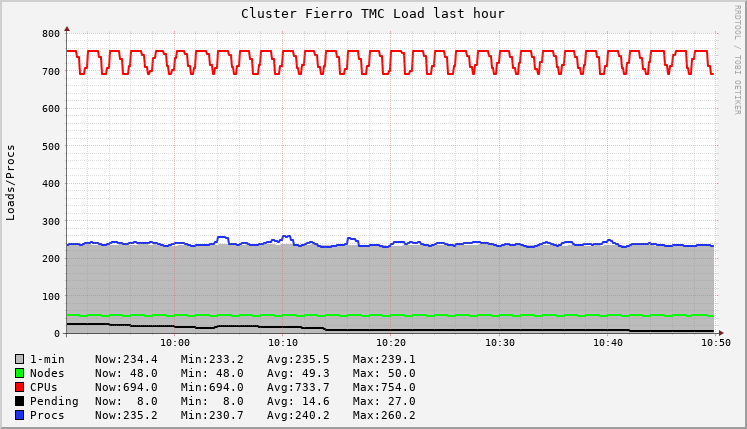 Cluster Fierro TMC Load last hour
RRDTOOL / TOBI OETIKER
Loads/Procs
800
700
600
500
400
300
200
100
0
10:00 10:10 10:20 10:30 10:40 10:50
1-min Now:234.4 Min:233.2 Avg:235.5 Max:239.1
Nodes Now: 48.0 Min: 48.0 Avg: 49.3 Max: 50.0
CPUs Now:694.0 Min:694.0 Avg:733.7 Max:754.0
Pending Now: 8.0 Min: 8.0 Avg: 14.6 Max: 27.0
Procs Now:235.2 Min:230.7 Avg:240.2 Max:260.2